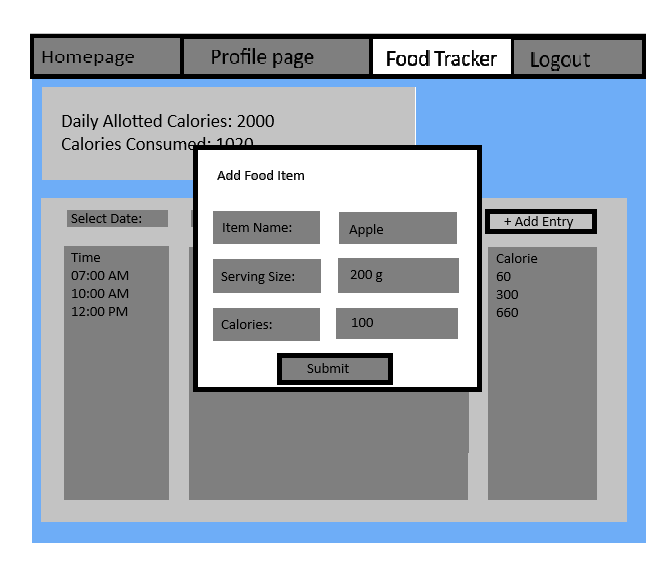 Homepage
Profile page
Food Tracker
Logout
Daily Allotted Calories: 2000
Calories Consumed: 1020
Add Food Item
Select Date:
Item Name:
Apple
+ Add Entry
Serving Size:
200 g
Calories:
100
Submit
Time
07:00 AM
10:00 AM
12:00 PM
Calorie
60
300
660